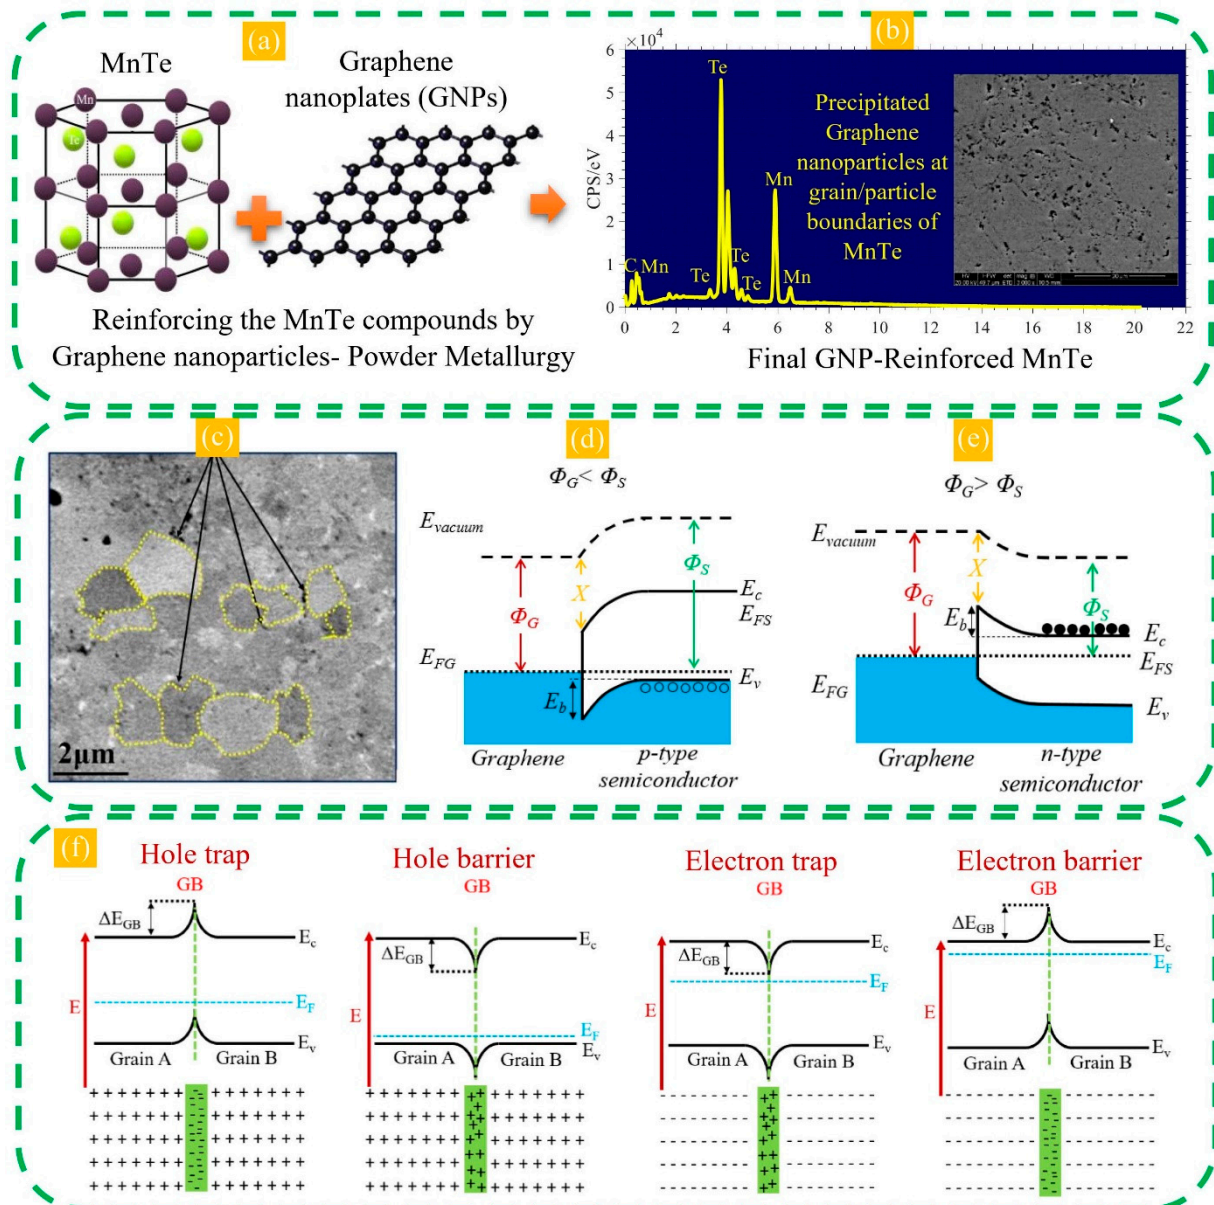 (a)
MnTe
Mn
Te
Graphene
nanoplates (GNPs)
Reinforcing the MnTe compounds by
Graphene nanoparticles- Powder Metallurgy
(b)
×10⁴
6
5
4
3
2
1
0
CPS/eV
Te
Mn
C
Mn
Te
Te
Te
Mn
Precipitated
Graphene
nanoparticles at
grain/particle
boundaries of
MnTe
0 2 4 6 8 10 12 14 16 18 20 22
Final GNP-Reinforced MnTe
(c)
2μm
(d)
Φ_G< Φ_S
E_vacuum
Φ_S
Φ_G
X
E_c
E_FS
E_FG
E_v
E_b
Graphene
p-type
semiconductor
(e)
Φ_G> Φ_S
E_vacuum
X
Φ_G
Φ_S
E_b
E_c
E_FS
E_FG
E_v
Graphene
n-type
semiconductor
(f)
Hole trap
GB
ΔE_GB
E_c
E
E_F
E_v
Grain A
Grain B
Hole barrier
GB
ΔE_GB
E_c
E
E_F
E_v
Grain A
Grain B
Electron trap
GB
ΔE_GB
E_c
E
E_F
E_v
Grain A
Grain B
Electron barrier
GB
ΔE_GB
E_c
E
E_F
E_v
Grain A
Grain B